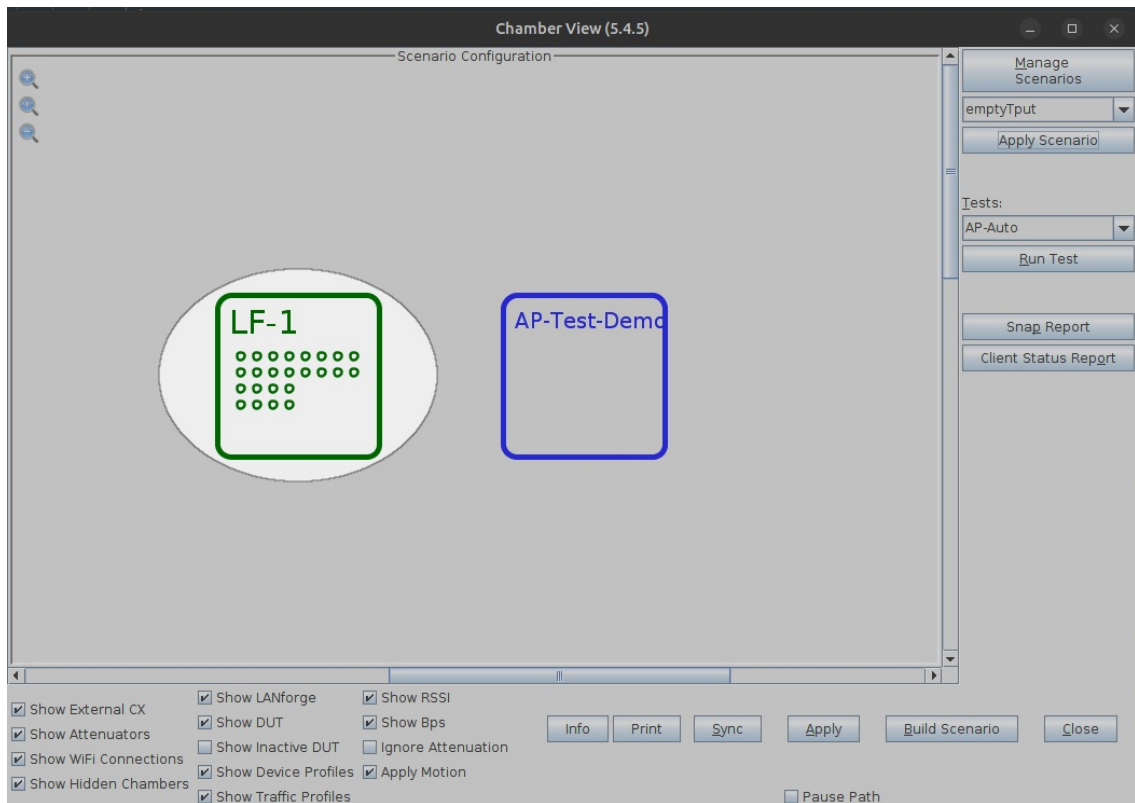 Chamber View (5.4.5)
Scenario Configuration
Manage
Scenarios
emptyTput
Apply Scenario
Tests:
AP-Auto
Run Test
Snap Report
Client Status Report
LF-1
AP-Test-Demo
Show External CX
Show Attenuators
Show WiFi Connections
Show Hidden Chambers
Show LANforge
Show DUT
Show Inactive DUT
Show Device Profiles
Show Traffic Profiles
Show RSSI
Show Bps
Ignore Attenuation
Apply Motion
Info
Print
Sync
Apply
Build Scenario
Close
Pause Path